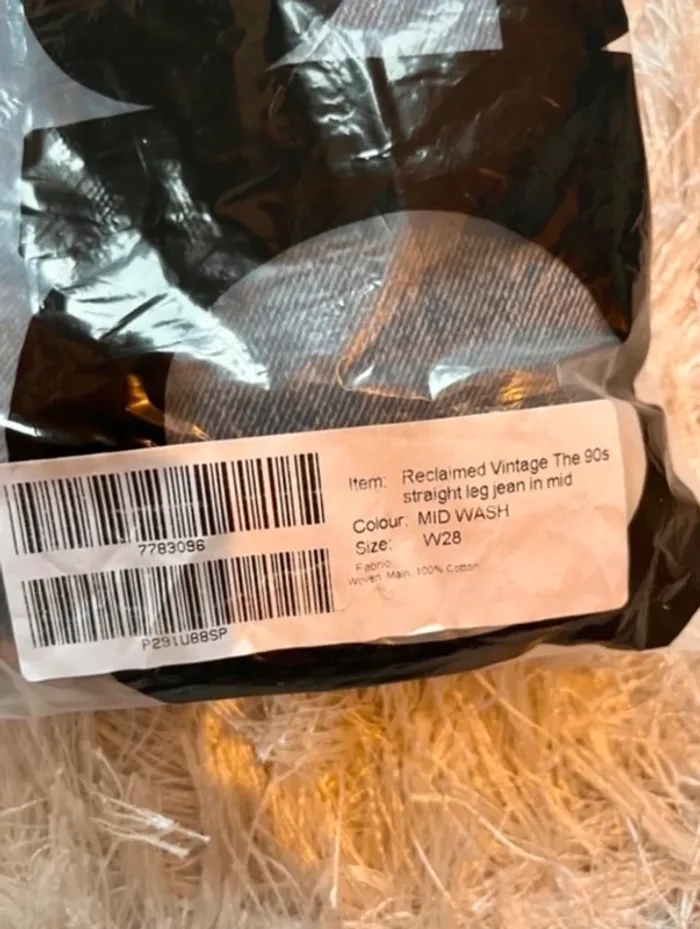 7783096
P291U88SP
Item: Reclaimed Vintage The 90s
straight leg jean in mid
Colour: MID WASH
Size: W28
Fabric:
Woven Main: 100% Cotton